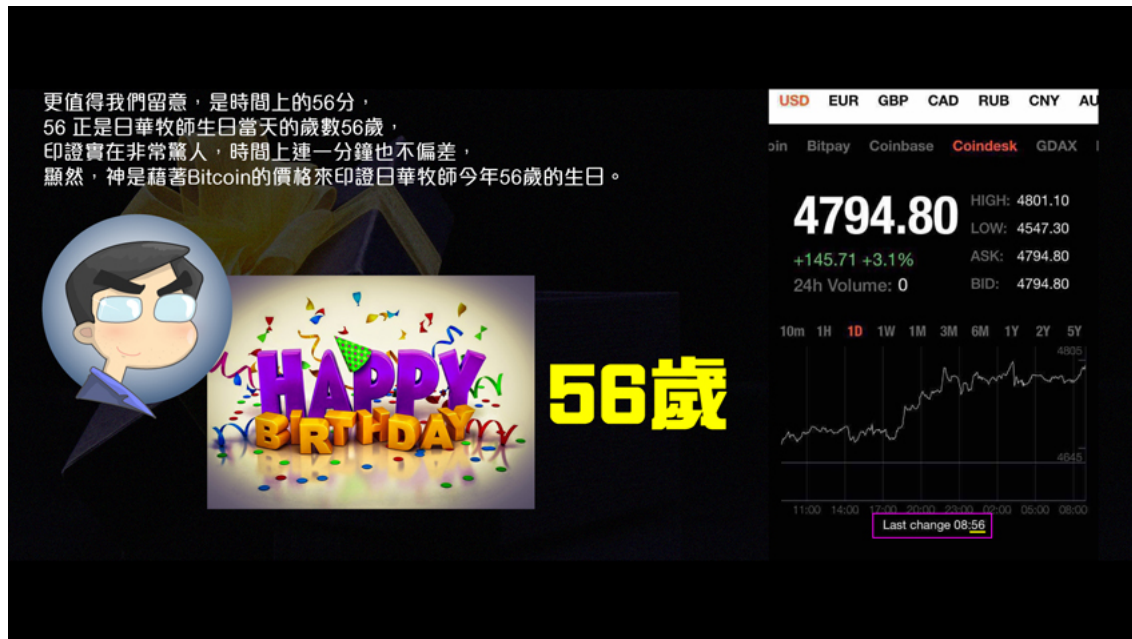 更值得我們留意，是時間上的56分，
56 正是日華牧師生日當天的歲數56歲，
印證實在非常驚人，時間上連一分鐘也不偏差，
顯然，神是藉著Bitcoin的價格來印證日華牧師今年56歲的生日。
HAPPY
BIRTHDAY
56歲
USD EUR GBP CAD RUB CNY AU
oin Bitpay Coinbase Coindesk GDAX
4794.80
+145.71 +3.1%
24h Volume: 0
HIGH: 4801.10
LOW: 4547.30
ASK: 4794.80
BID: 4794.80
10m 1H 1D 1W 1M 3M 6M 1Y 2Y 5Y
4805
4645
11:00 14:00 17:00 20:00 23:00 02:00 05:00 08:00
Last change 08:56